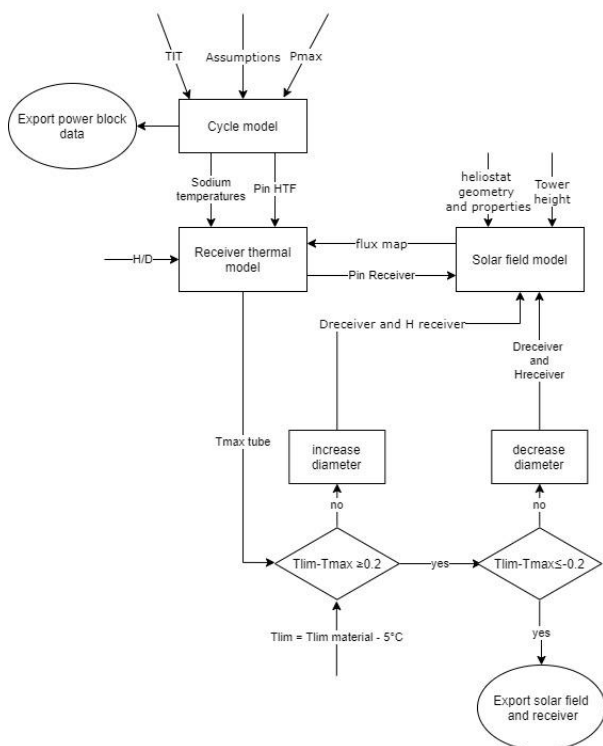 TIT
Assumptions
Pmax
Export power block
data
Cycle model
Sodium
temperatures
Pin HTF
heliostat
geometry
and properties
Tower
height
H/D
Receiver thermal
model
flux map
Pin Receiver
Solar field model
Dreceiver and H receiver
Dreceiver
and
Hreceiver
Tmax tube
increase
diameter
decrease
diameter
no
no
Tlim-Tmax ≥0.2
yes
Tlim-Tmax≤-0.2
Tlim = Tlim material - 5°C
yes
Export solar field
and receiver